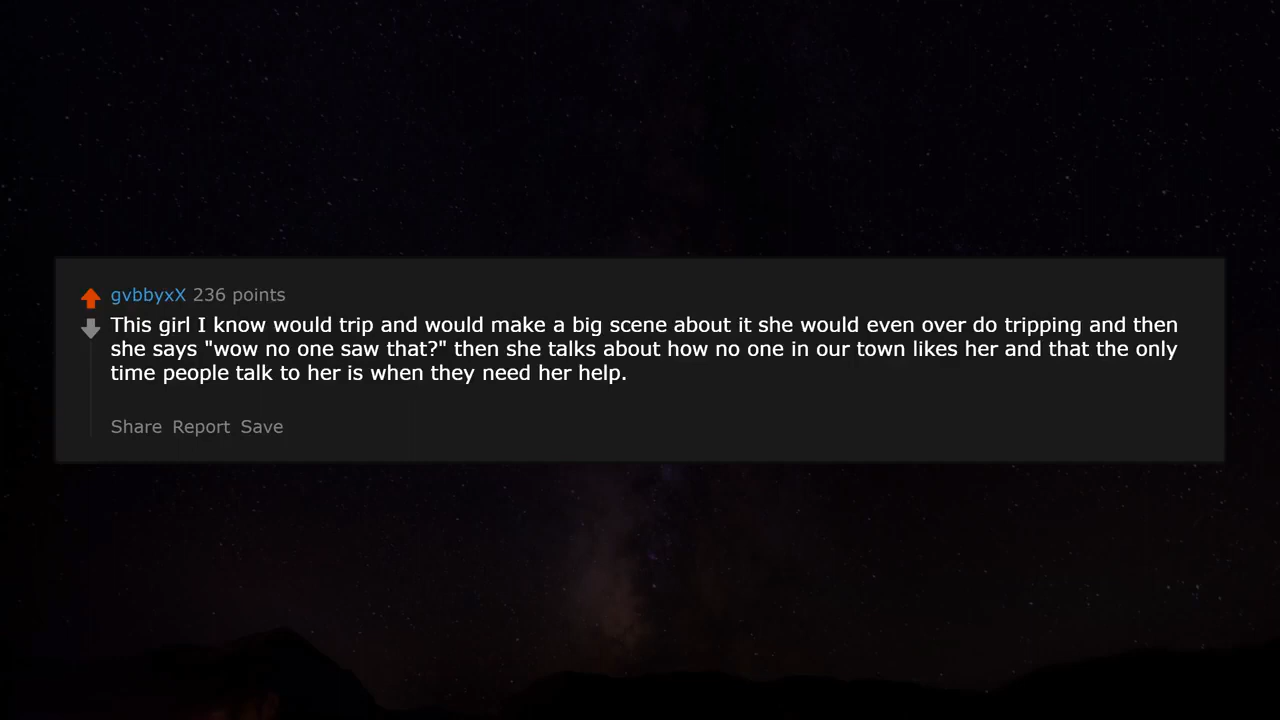 gvbbyxX 236 points
This girl I know would trip and would make a big scene about it she would even over do tripping and then
she says "wow no one saw that?" then she talks about how no one in our town likes her and that the only
time people talk to her is when they need her help.
Share Report Save